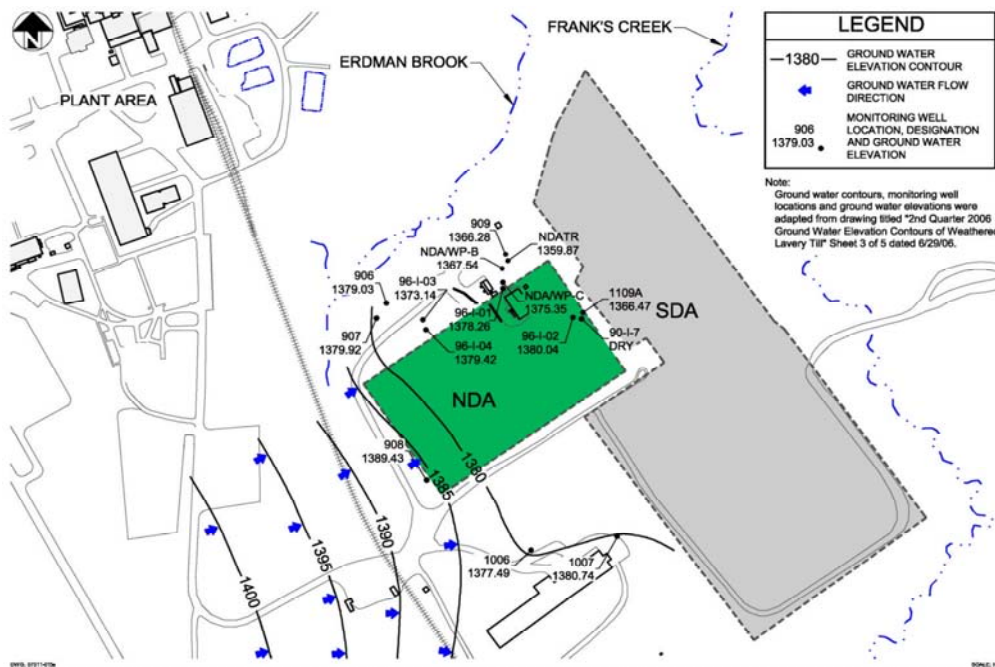 N
FRANK'S CREEK
ERDMAN BROOK
PLANT AREA
LEGEND
1380
GROUND WATER
ELEVATION CONTOUR
GROUND WATER FLOW
DIRECTION
906
1379.03
MONITORING WELL
LOCATION, DESIGNATION
AND GROUND WATER
ELEVATION
Note:
Ground water contours, monitoring well
locations and ground water elevations were
adapted from drawing titled "2nd Quarter 2006
Ground Water Elevation Contours of Weathered
Lavery Till" Sheet 3 of 5 dated 6/29/06.
909
1366.28
NDATR
1359.87
NDA/WP-B
1367.54
906
1379.03
96-I-03
1373.14
NDA/WP-C
1375.35
1109A
1366.47
96-I-01
1378.26
907
1379.92
96-I-04
1379.42
96-I-02
1380.04
90-I-7
DRY
SDA
NDA
908
1389.43
1380
1385
1390
1395
1400
1006
1377.49
1007
1380.74